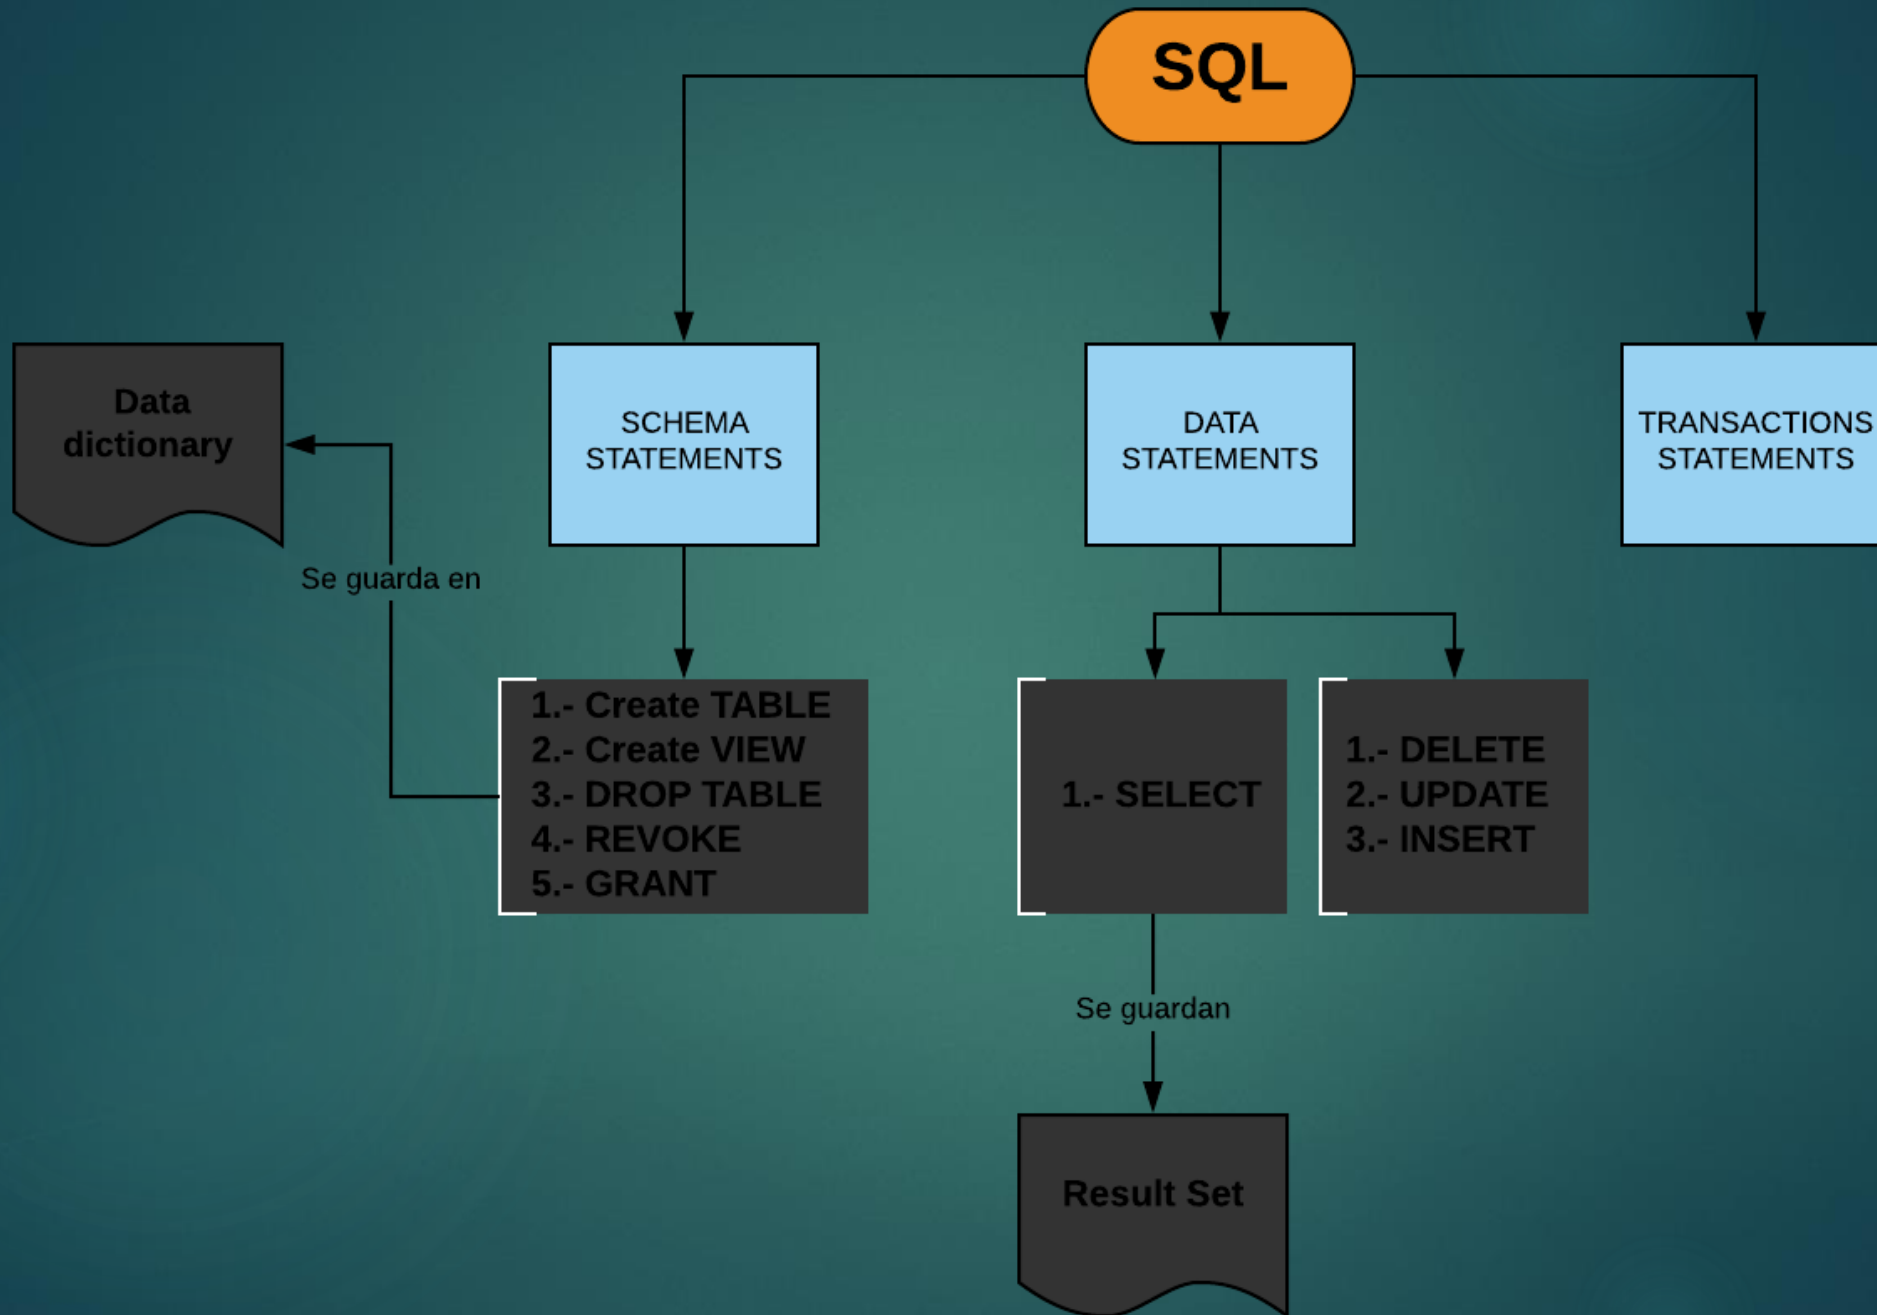 SQL
Data
dictionary
SCHEMA
STATEMENTS
DATA
STATEMENTS
TRANSACTIONS
STATEMENTS
Se guarda en
1.- Create TABLE
2.- Create VIEW
3.- DROP TABLE
4.- REVOKE
5.- GRANT
1.- SELECT
1.- DELETE
2.- UPDATE
3.- INSERT
Se guardan
Result Set